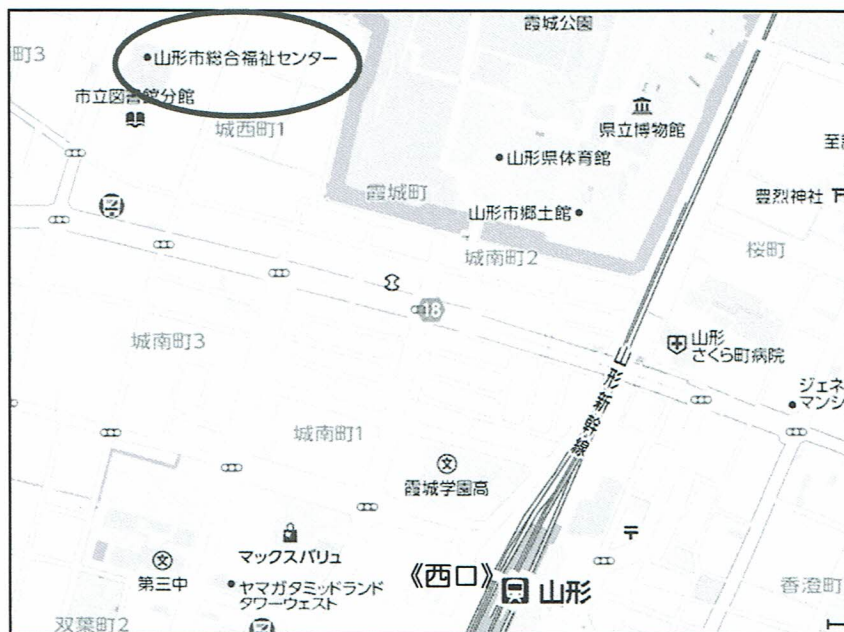 霞城公園
町3
山形市総合福祉センター
市立図書館分館
城西町1
県立博物館
山形県体育館
霞城町
豊烈神社
山形市郷土館
桜町
城南町2
18
山形
さくら町病院
城南町3
山形新幹線
ジェネ
マンシ
城南町1
霞城学園高
マックスバリュ
《西口》
山形
第三中
ヤマガタミッドランド
タワーウェスト
香澄町
双葉町2